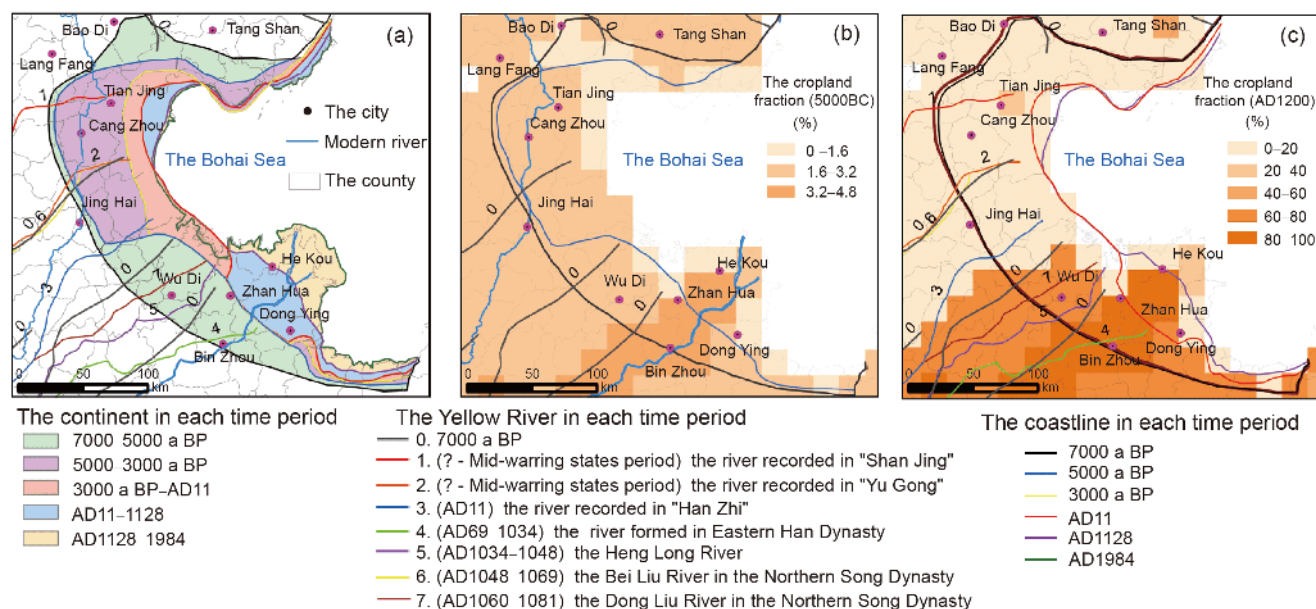 (a)
Bao Di
Tang Shan
Lang Fang
1
Tian Jing
Cang Zhou
2
The Bohai Sea
The city
Modern river
The county
Jing Hai
0
6
0
1
0
3
0
Wu Di
5
4
He Kou
Zhan Hua
Dong Ying
Bin Zhou
0 50 100
km
(b)
Bao Di
0
Tang Shan
Lang Fang
Tian Jing
Cang Zhou
The cropland
fraction (5000BC)
(%)
0 –1.6
1.6–3.2
3.2–4.8
The Bohai Sea
0
Jing Hai
0
0
Wu Di
He Kou
Zhan Hua
Dong Ying
Bin Zhou
0 50 100
km
(c)
Bao Di
0
Tang Shan
Lang Fang
1
Tian Jing
Cang Zhou
The cropland
fraction (AD1200)
(%)
0–20
20 40
40–60
60–80
80 100
The Bohai Sea
2
0
6
Jing Hai
0
1
0
3
0
Wu Di
5
4
He Kou
Zhan Hua
Dong Ying
Bin Zhou
0 50 100
km
The continent in each time period
7000 5000 a BP
5000 3000 a BP
3000 a BP–AD11
AD11–1128
AD1128 1984
The Yellow River in each time period
0. 7000 a BP
1. (? - Mid-warring states period) the river recorded in "Shan Jing"
2. (? - Mid-warring states period) the river recorded in "Yu Gong"
3. (AD11) the river recorded in "Han Zhi"
4. (AD69 1034) the river formed in Eastern Han Dynasty
5. (AD1034–1048) the Heng Long River
6. (AD1048 1069) the Bei Liu River in the Northern Song Dynasty
7. (AD1060 1081) the Dong Liu River in the Northern Song Dynasty
The coastline in each time period
7000 a BP
5000 a BP
3000 a BP
AD11
AD1128
AD1984